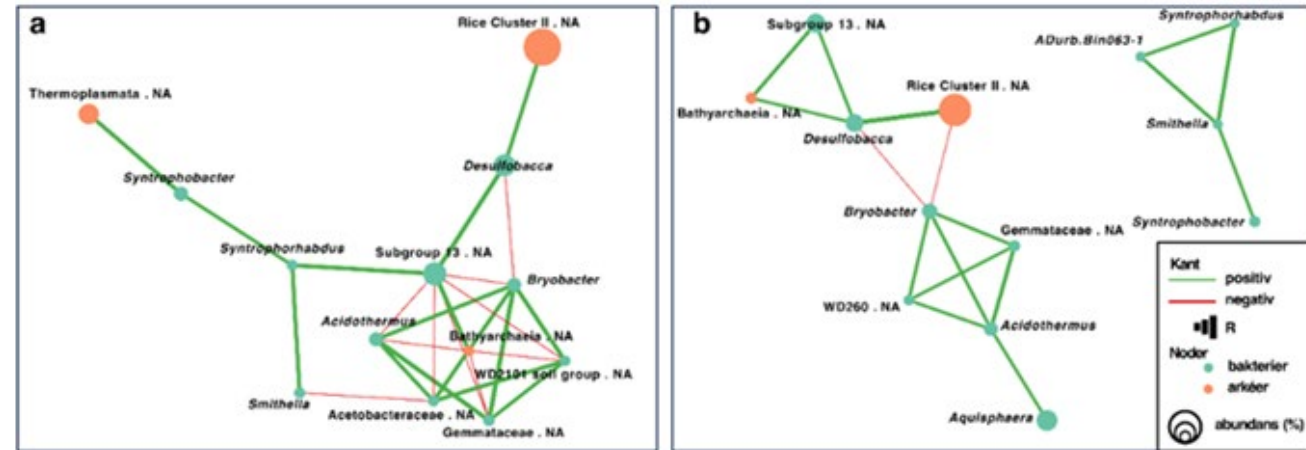 a
Rice Cluster II . NA
Thermoplasmata . NA
Syntrophobacter
Desulfobacca
Syntrophorhabdus
Subgroup 13 . NA
Bryobacter
Acidothermus
Bathyarchaeia . NA
WD2101 soil group . NA
Smithella
Acetobacteraceae . NA
Gemmataceae . NA
b
Subgroup 13 . NA
Syntrophorhabdus
ADurb.Bin063-1
Rice Cluster II . NA
Bathyarchaeia . NA
Desulfobacca
Smithella
Bryobacter
Syntrophobacter
Gemmataceae . NA
WD260 . NA
Acidothermus
Aquisphaera
Kant
positiv
negativ
R
Noder
bakterier
arkéer
abundans (%)